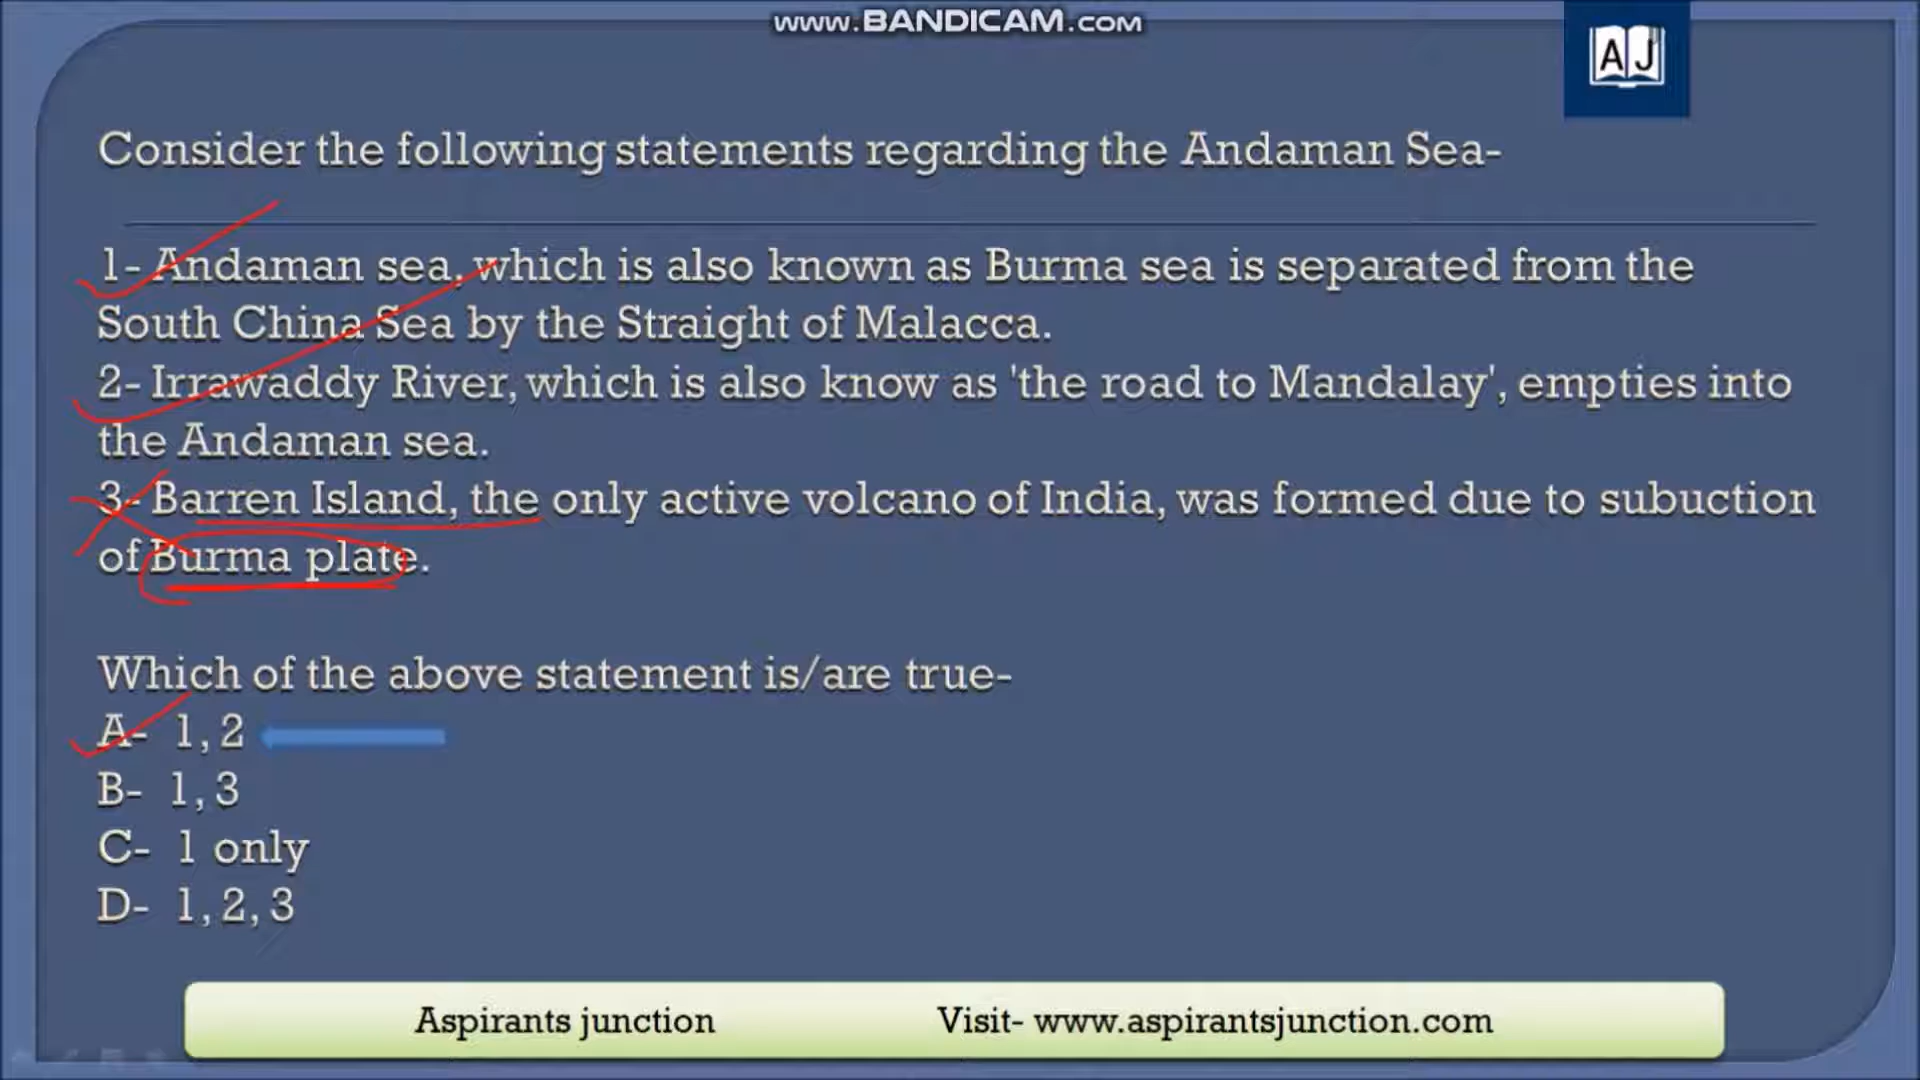 www.BANDICAM.com
AJ
Consider the following statements regarding the Andaman Sea-
1- Andaman sea, which is also known as Burma sea is separated from the
South China Sea by the Straight of Malacca.
2- Irrawaddy River, which is also know as 'the road to Mandalay', empties into
the Andaman sea.
3- Barren Island, the only active volcano of India, was formed due to subuction
of Burma plate.
Which of the above statement is/are true-
A- 1, 2
B- 1, 3
C- 1 only
D- 1, 2, 3
Aspirants junction Visit- www.aspirantsjunction.com